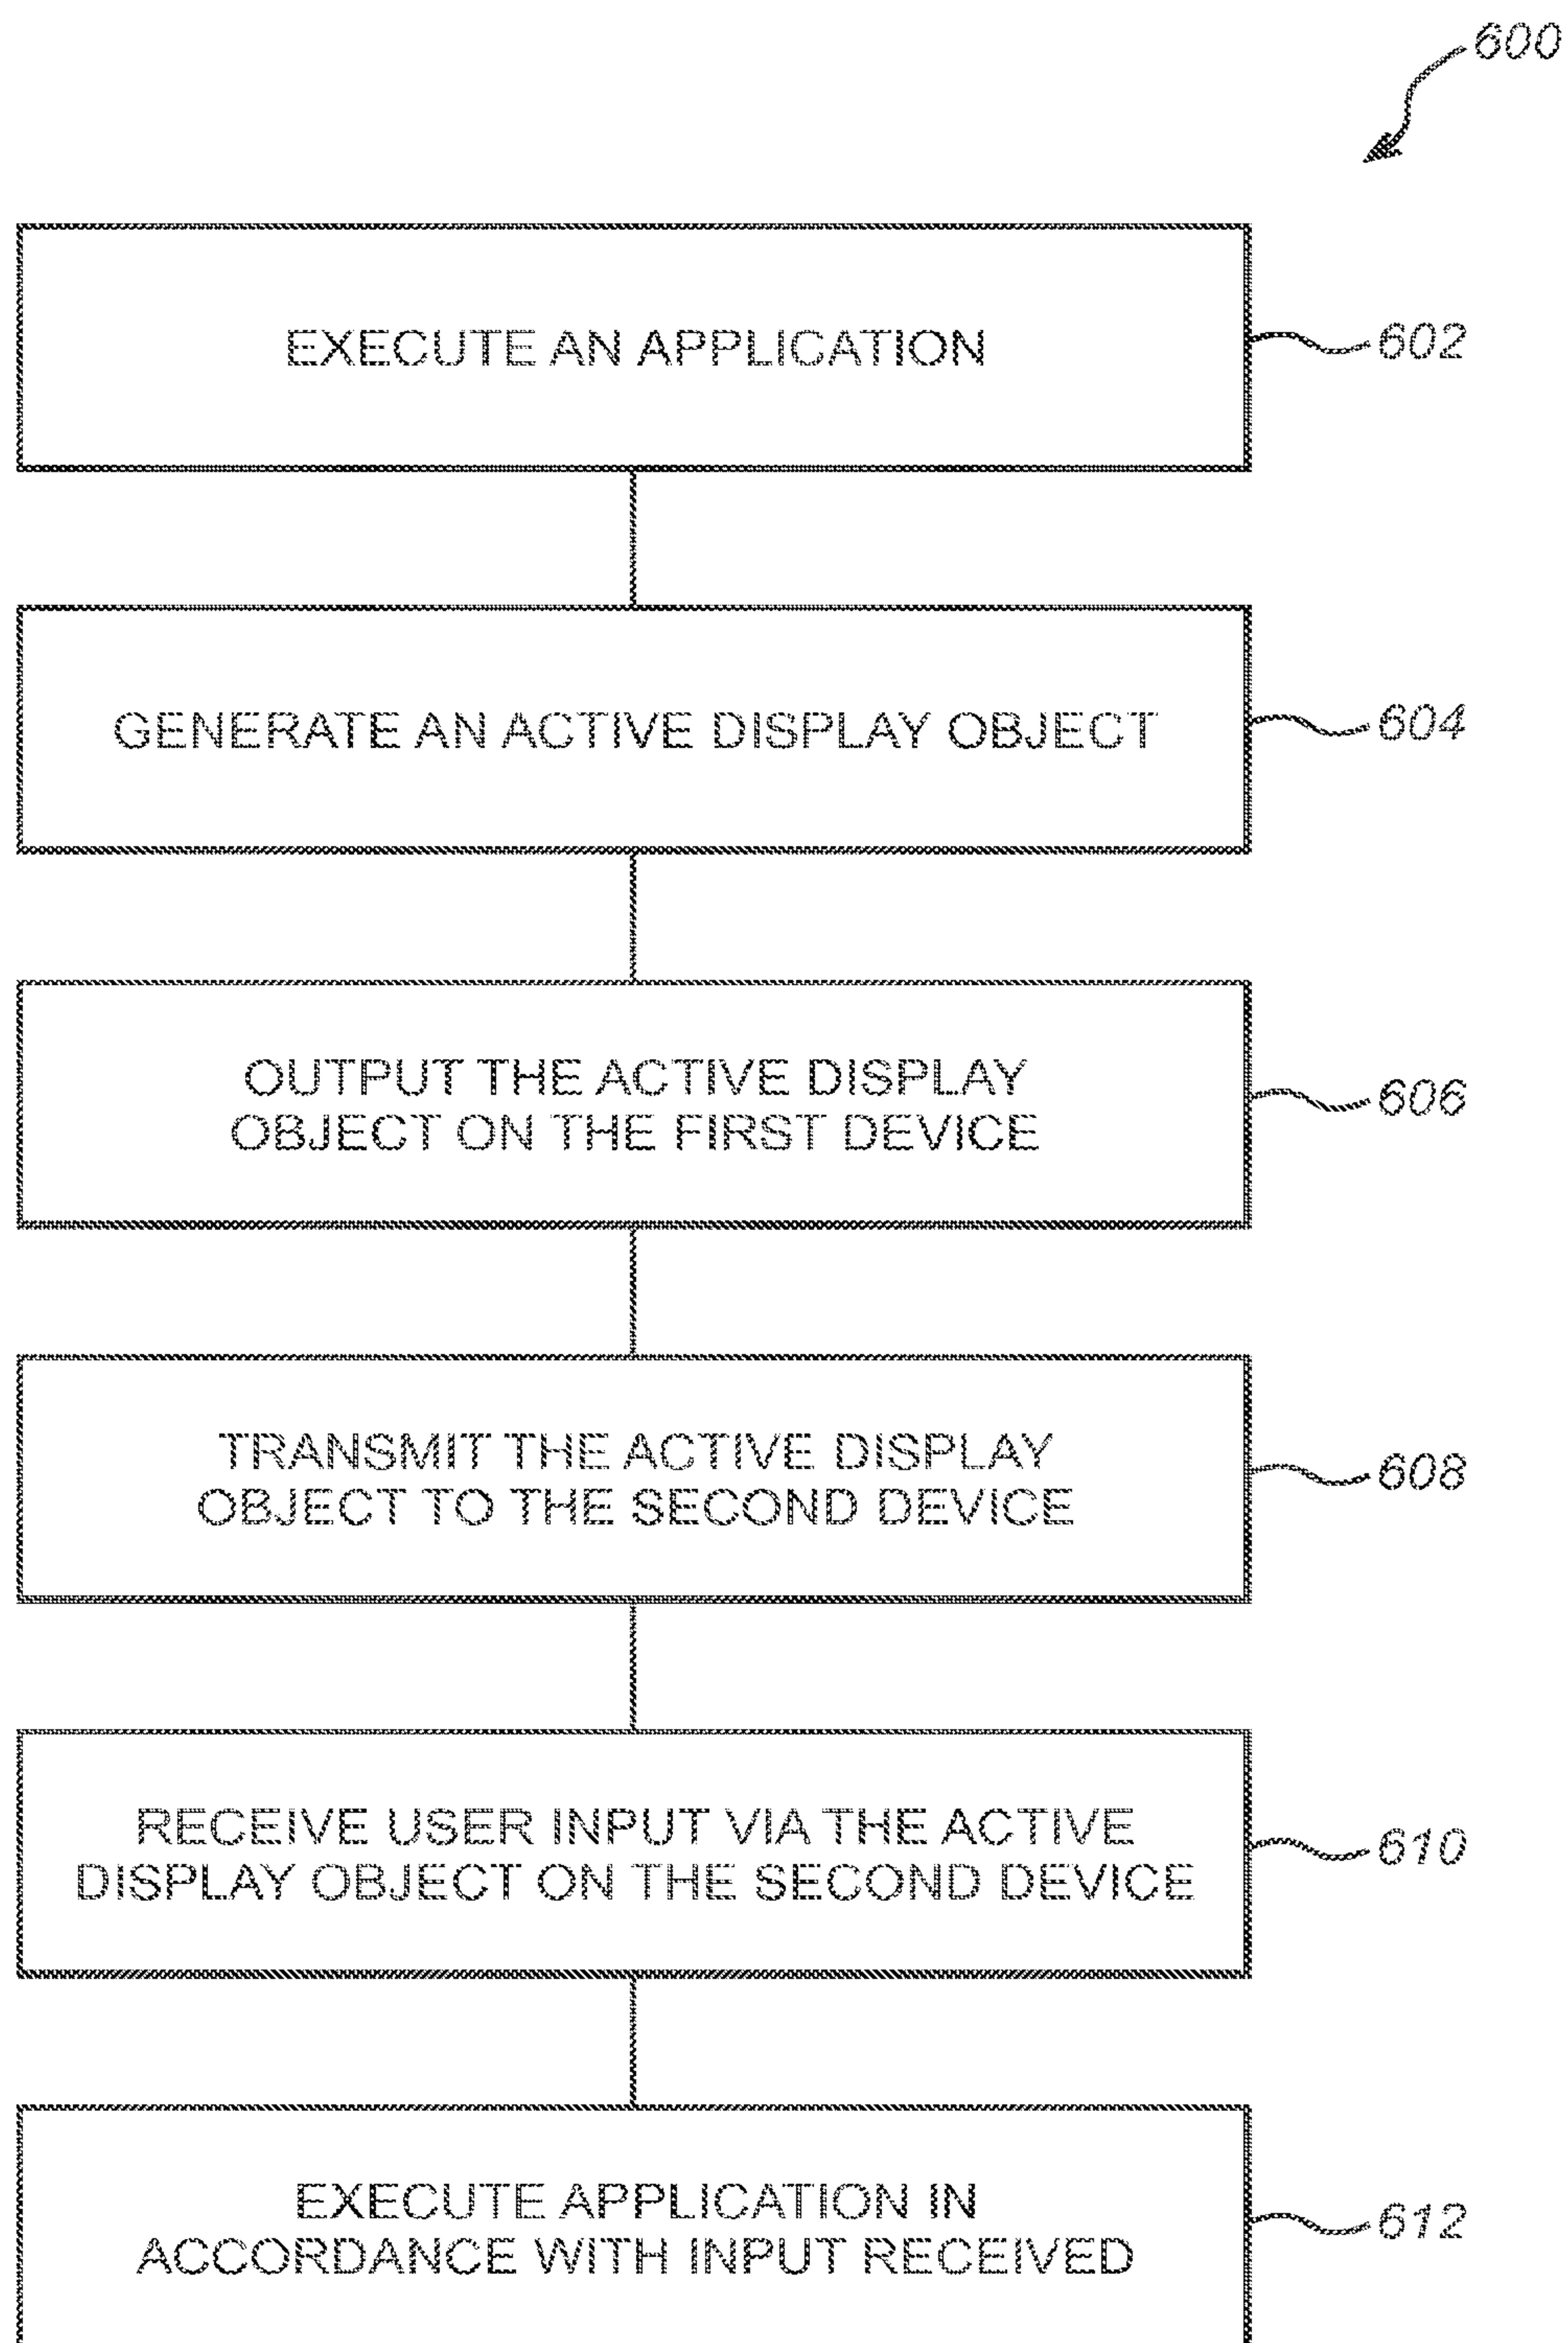 600
EXECUTE AN APPLICATION
602
GENERATE AN ACTIVE DISPLAY OBJECT
604
OUTPUT THE ACTIVE DISPLAY
OBJECT ON THE FIRST DEVICE
606
TRANSMIT THE ACTIVE DISPLAY
OBJECT TO THE SECOND DEVICE
608
RECEIVE USER INPUT VIA THE ACTIVE
DISPLAY OBJECT ON THE SECOND DEVICE
610
EXECUTE APPLICATION IN
ACCORDANCE WITH INPUT RECEIVED
612